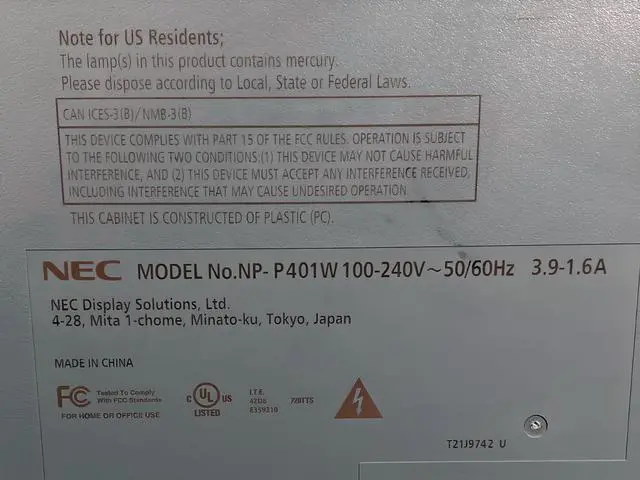 Note for US Residents;
The lamp(s) in this product contains mercury.
Please dispose according to Local, State or Federal Laws.
CAN ICES-3(B)/NMB-3(B)
THIS DEVICE COMPLIES WITH PART 15 OF THE FCC RULES. OPERATION IS SUBJECT
TO THE FOLLOWING TWO CONDITIONS:(1) THIS DEVICE MAY NOT CAUSE HARMFUL
INTERFERENCE, AND (2) THIS DEVICE MUST ACCEPT ANY INTERFERENCE RECEIVED,
INCLUDING INTERFERENCE THAT MAY CAUSE UNDESIRED OPERATION.
THIS CABINET IS CONSTRUCTED OF PLASTIC (PC).
NEC MODEL No.NP- P401W 100-240V~50/60Hz 3.9-1.6A
NEC Display Solutions, Ltd.
4-28, Mita 1-chome, Minato-ku, Tokyo, Japan
MADE IN CHINA
FC Tested To Comply
With FCC Standards
FOR HOME OR OFFICE USE
C UL US
LISTED
I.T.E.
42D6
E359310
728TTS
T21J9742 U